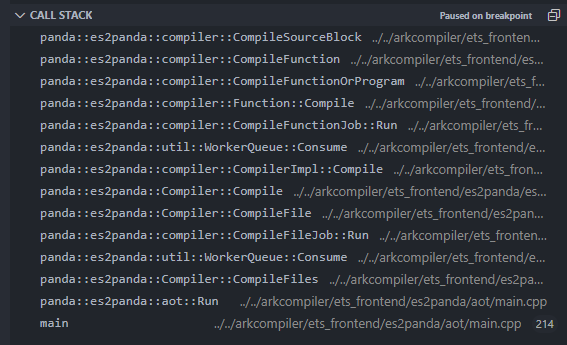 CALL STACK Paused on breakpoint
panda::es2panda::compiler::CompileSourceBlock ../../arkcompiler/ets_fronten...
panda::es2panda::compiler::CompileFunction ../../arkcompiler/ets_frontend/es...
panda::es2panda::compiler::CompileFunctionOrProgram ../../arkcompiler/ets_f...
panda::es2panda::compiler::Function::Compile ../../arkcompiler/ets_frontend/...
panda::es2panda::compiler::CompileFunctionJob::Run ../../arkcompiler/ets_fr...
panda::es2panda::util::WorkerQueue::Consume ../../arkcompiler/ets_frontend/e...
panda::es2panda::compiler::CompilerImpl::Compile ../../arkcompiler/ets_fron...
panda::es2panda::Compiler::Compile ../../arkcompiler/ets_frontend/es2panda/es...
panda::es2panda::Compiler::CompileFile ../../arkcompiler/ets_frontend/es2pan...
panda::es2panda::compiler::CompileFileJob::Run ../../arkcompiler/ets_fronten...
panda::es2panda::util::WorkerQueue::Consume ../../arkcompiler/ets_frontend/e...
panda::es2panda::Compiler::CompileFiles ../../arkcompiler/ets_frontend/es2pa...
panda::es2panda::aot::Run ../../arkcompiler/ets_frontend/es2panda/aot/main.cpp
main ../../arkcompiler/ets_frontend/es2panda/aot/main.cpp 214